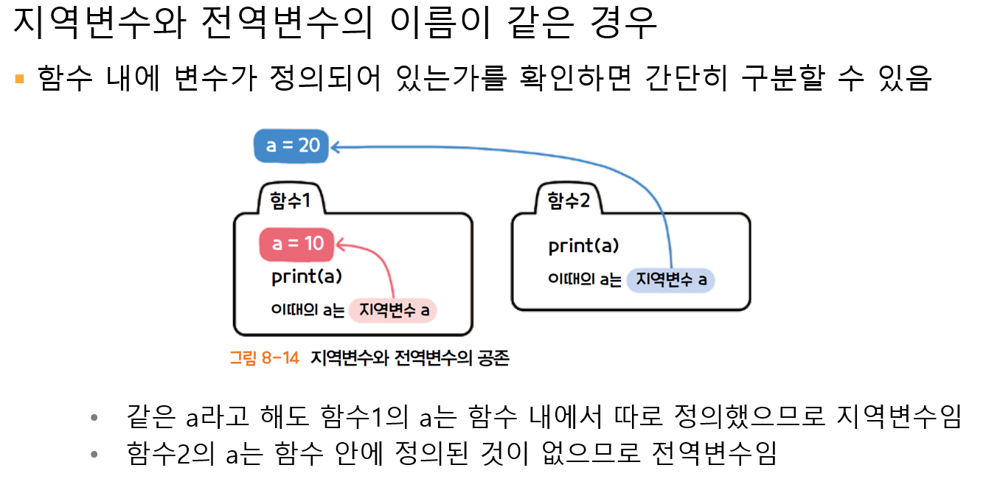 지역변수와 전역변수의 이름이 같은 경우
함수 내에 변수가 정의되어 있는가를 확인하면 간단히 구분할 수 있음
a = 20
함수1
a = 10
print(a)
이때의 a는 지역변수 a
함수2
print(a)
이때의 a는 지역변수 a
그림 8-14 지역변수와 전역변수의 공존
• 같은 a라고 해도 함수1의 a는 함수 내에서 따로 정의했으므로 지역변수임
• 함수2의 a는 함수 안에 정의된 것이 없으므로 전역변수임